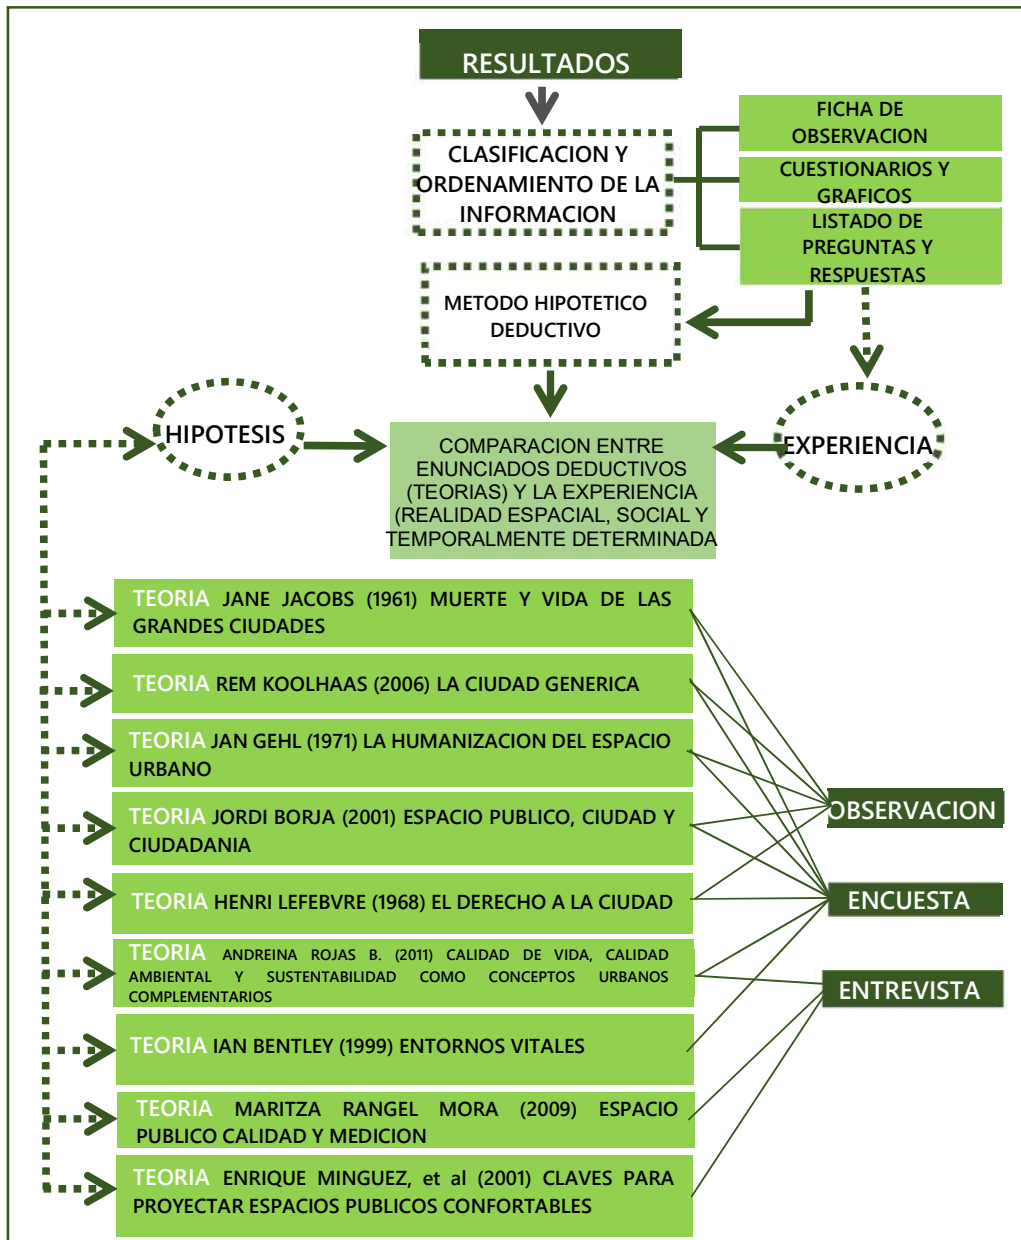 RESULTADOS
CLASIFICACION Y
ORDENAMIENTO DE LA
INFORMACION
FICHA DE
OBSERVACION
CUESTIONARIOS Y
GRAFICOS
LISTADO DE
PREGUNTAS Y
RESPUESTAS
METODO HIPOTETICO
DEDUCTIVO
HIPOTESIS
COMPARACION ENTRE
ENUNCIADOS DEDUCTIVOS
(TEORIAS) Y LA EXPERIENCIA
(REALIDAD ESPACIAL, SOCIAL Y
TEMPORALMENTE DETERMINADA
EXPERIENCIA
TEORIA JANE JACOBS (1961) MUERTE Y VIDA DE LAS
GRANDES CIUDADES
TEORIA REM KOOLHAAS (2006) LA CIUDAD GENERICA
TEORIA JAN GEHL (1971) LA HUMANIZACION DEL ESPACIO
URBANO
TEORIA JORDI BORJA (2001) ESPACIO PUBLICO, CIUDAD Y
CIUDADANIA
TEORIA HENRI LEFEBVRE (1968) EL DERECHO A LA CIUDAD
TEORIA ANDREINA ROJAS B. (2011) CALIDAD DE VIDA, CALIDAD
AMBIENTAL Y SUSTENTABILIDAD COMO CONCEPTOS URBANOS
COMPLEMENTARIOS
TEORIA IAN BENTLEY (1999) ENTORNOS VITALES
TEORIA MARITZA RANGEL MORA (2009) ESPACIO
PUBLICO CALIDAD Y MEDICION
TEORIA ENRIQUE MINGUEZ, et al (2001) CLAVES PARA
PROYECTAR ESPACIOS PUBLICOS CONFORTABLES
OBSERVACION
ENCUESTA
ENTREVISTA